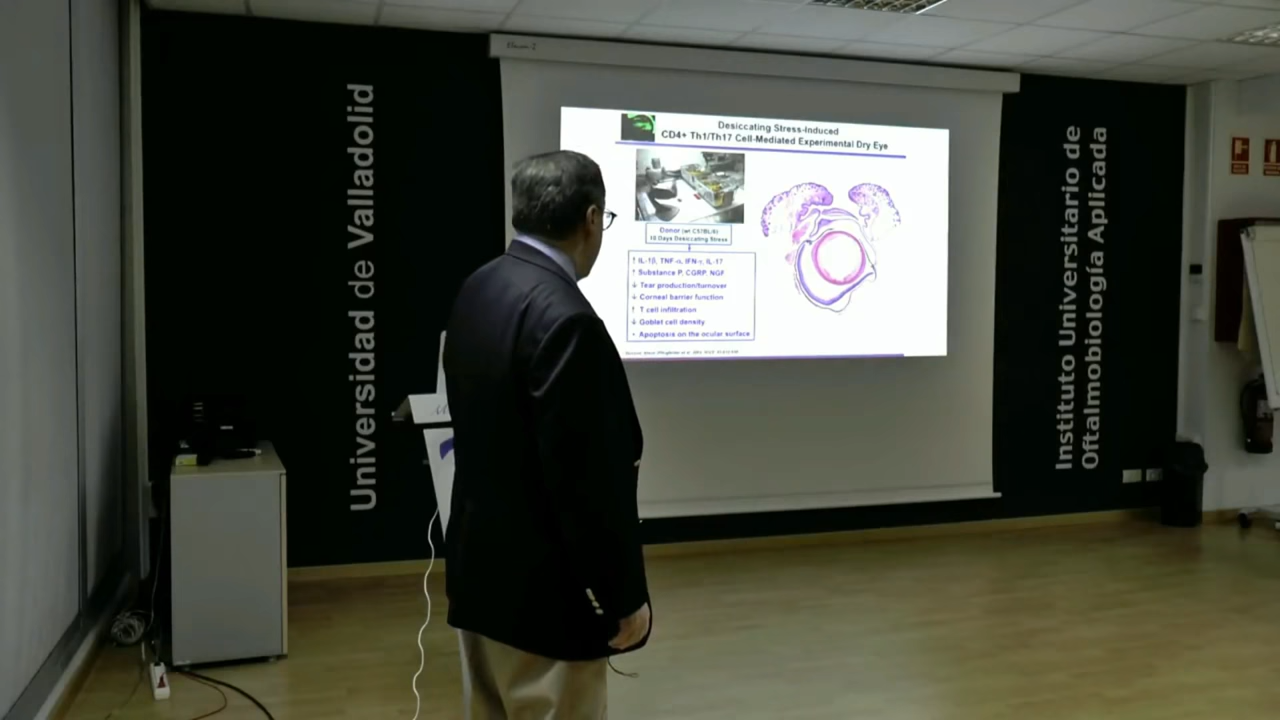 Universidad de Valladolid
Desiccating Stress-Induced
CD4+ Th1/Th17 Cell-Mediated Experimental Dry Eye
Donor (wt C57BL/6)
10 Days Desiccating Stress
↑ IL-1β, TNF-α, IFN-γ, IL-17
↑ Substance P, CGRP, NGF
↓ Tear production/turnover
↓ Corneal barrier function
↑ T cell infiltration
↓ Goblet cell density
• Apoptosis on the ocular surface
Instituto Universitario de
Oftalmobiología Aplicada